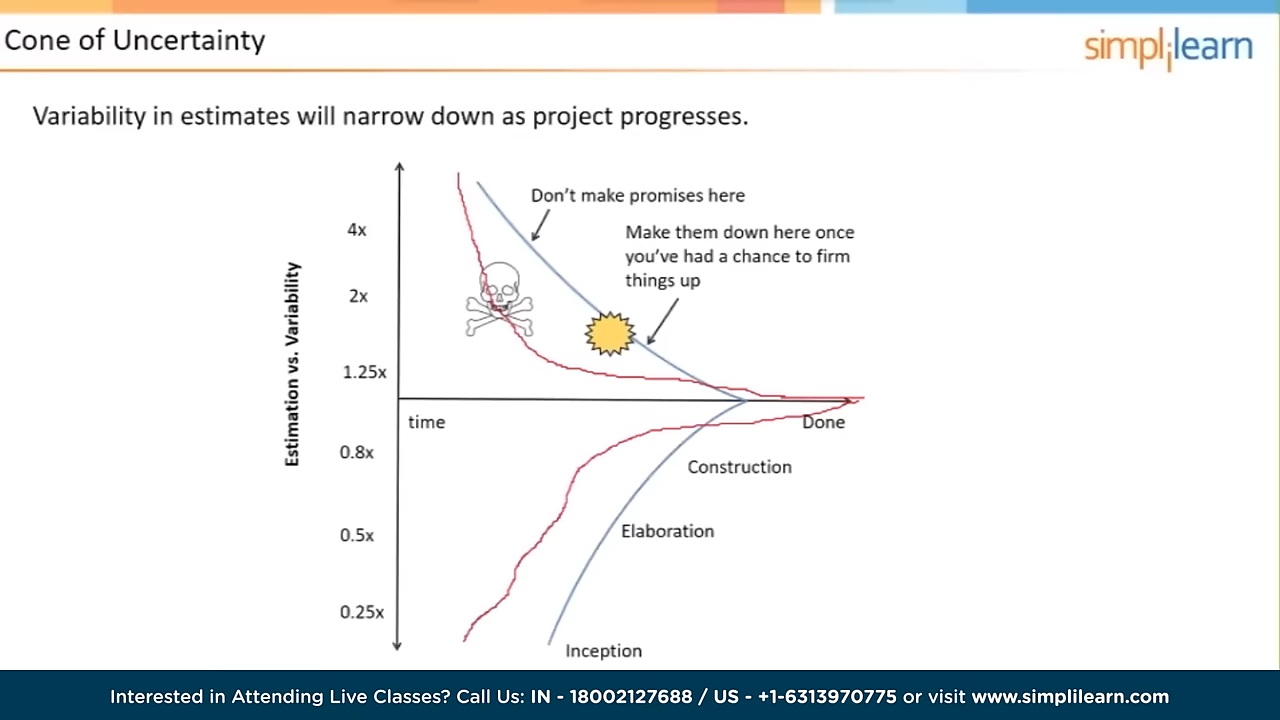 Cone of Uncertainty
simplilearn
Variability in estimates will narrow down as project progresses.
Don't make promises here
Make them down here once
you've had a chance to firm
things up
4x
2x
1.25x
Estimation vs. Variability
time
Done
0.8x
Construction
0.5x
Elaboration
0.25x
Inception
Interested in Attending Live Classes? Call Us: IN - 18002127688 / US - +1-6313970775 or visit www.simplilearn.com